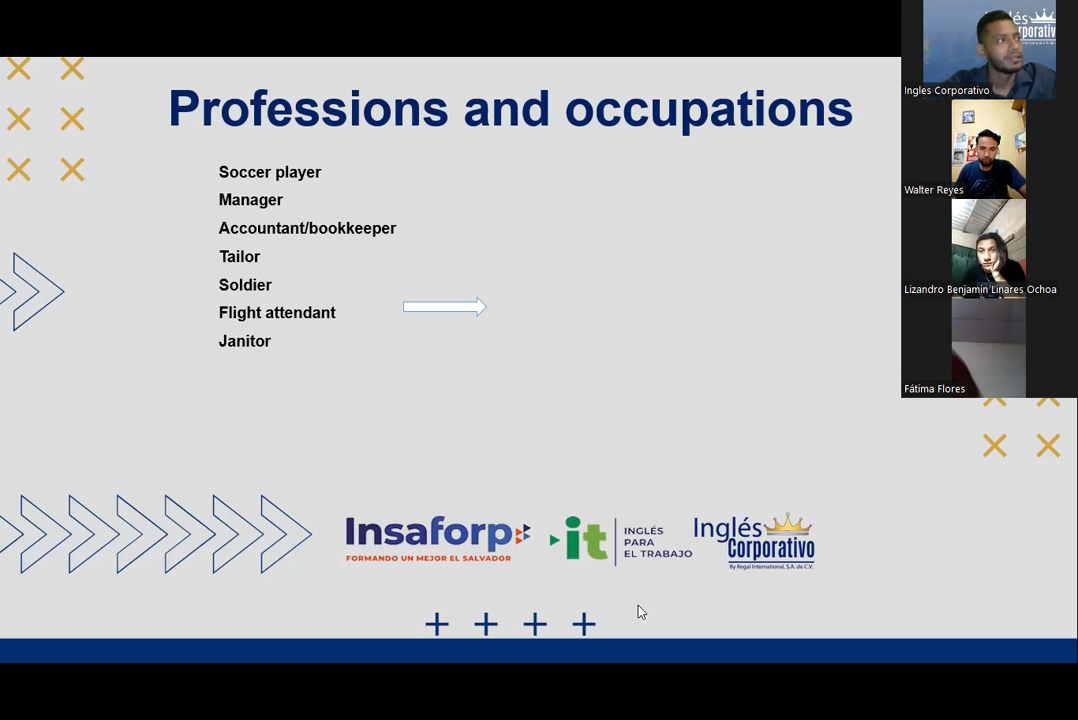 Professions and occupations
Soccer player
Manager
Accountant/bookkeeper
Tailor
Soldier
Flight attendant
Janitor
Insaforp
FORMANDO UN MEJOR EL SALVADOR
it
INGLÉS
PARA
EL TRABAJO
Inglés
Corporativo
By Regal International, S.A. de C.V.
Inglés
Corporativo
Ingles Corporativo
Walter Reyes
Lizandro Benjamin Linares Ochoa
Fátima Flores